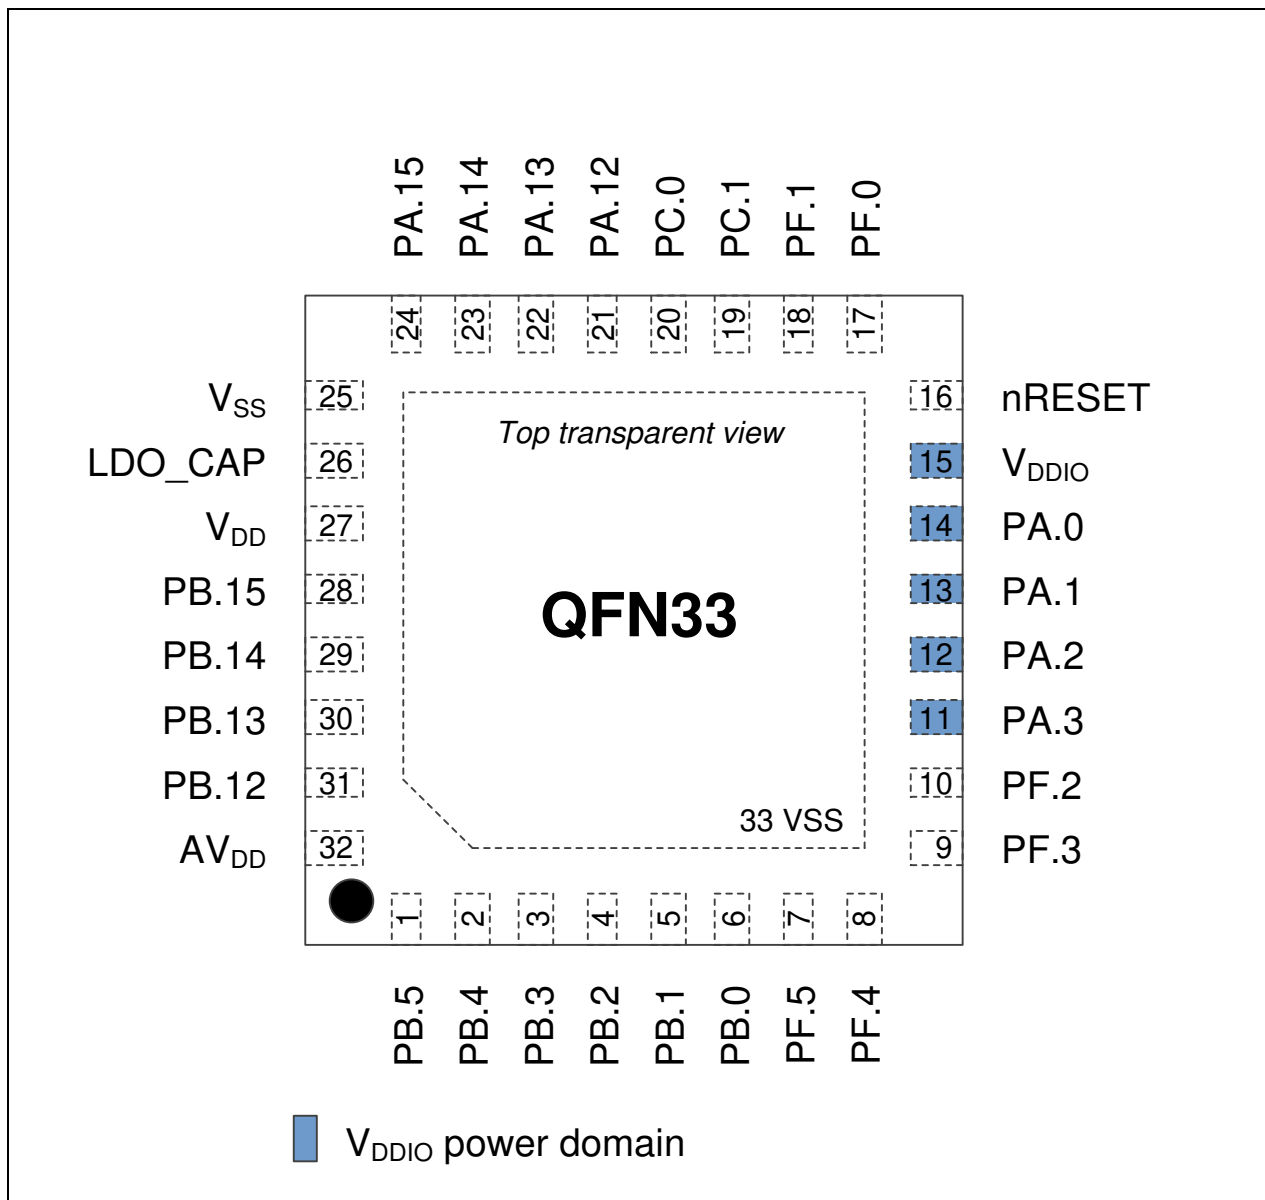 PA.15
PA.14
PA.13
PA.12
PC.0
PC.1
PF.1
PF.0
24
23
22
21
20
19
18
17
VSS 25
LDO_CAP 26
VDD 27
PB.15 28
PB.14 29
PB.13 30
PB.12 31
AVDD 32
Top transparent view
QFN33
33 VSS
16 nRESET
15 VDDIO
14 PA.0
13 PA.1
12 PA.2
11 PA.3
10 PF.2
9 PF.3
1
2
3
4
5
6
7
8
PB.5
PB.4
PB.3
PB.2
PB.1
PB.0
PF.5
PF.4
VDDIO power domain